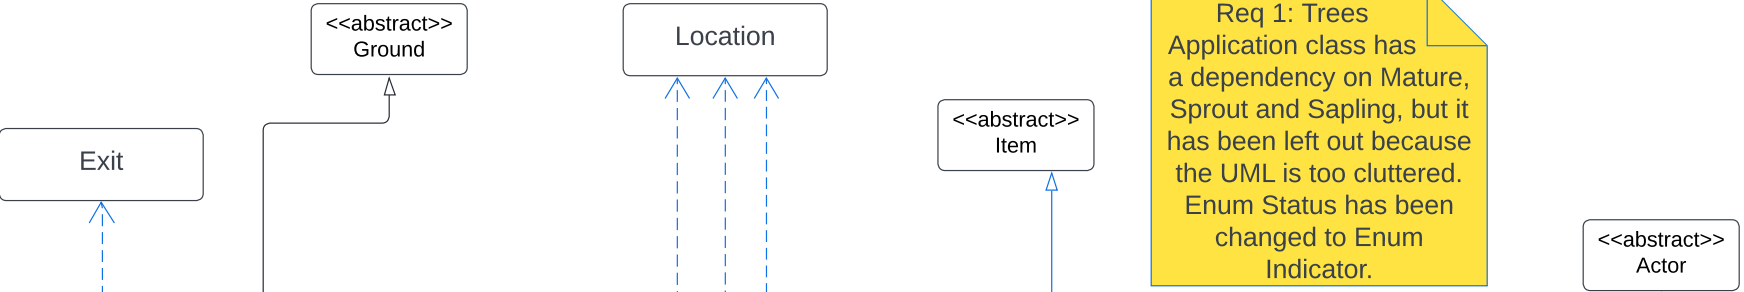 <<abstract>>
Ground
Location
Exit
<<abstract>>
Item
Req 1: Trees
Application class has
a dependency on Mature,
Sprout and Sapling, but it
has been left out because
the UML is too cluttered.
Enum Status has been
changed to Enum
Indicator.
<<abstract>>
Actor